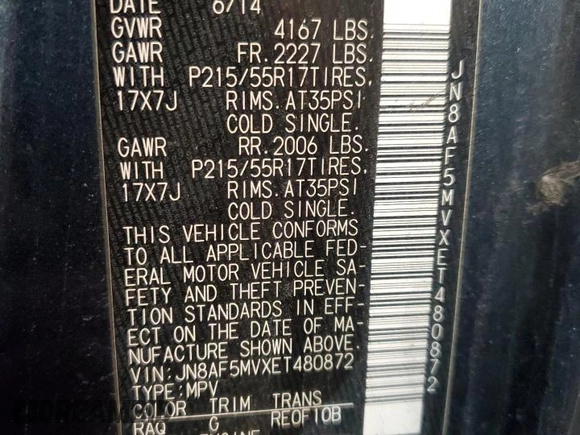 DATE 6/14
GVWR 4167 LBS.
GAWR FR. 2227 LBS.
WITH P215/55R17TIRES,
17X7J RIMS. AT35PSI
COLD SINGLE.
GAWR RR. 2006 LBS.
WITH P215/55R17TIRES,
17X7J RIMS. AT35PSI
COLD SINGLE.
THIS VEHICLE CONFORMS
TO ALL APPLICABLE FED-
ERAL MOTOR VEHICLE SA-
FETY AND THEFT PREVEN-
TION STANDARDS IN EFF-
ECT ON THE DATE OF MA-
NUFACTURE SHOWN ABOVE.
VIN: JN8AF5MVXET480872
TYPE: MPV
COLOR TRIM TRANS
RAQ G RE0F10B
ENGINE
JN8AF5MVXET480872